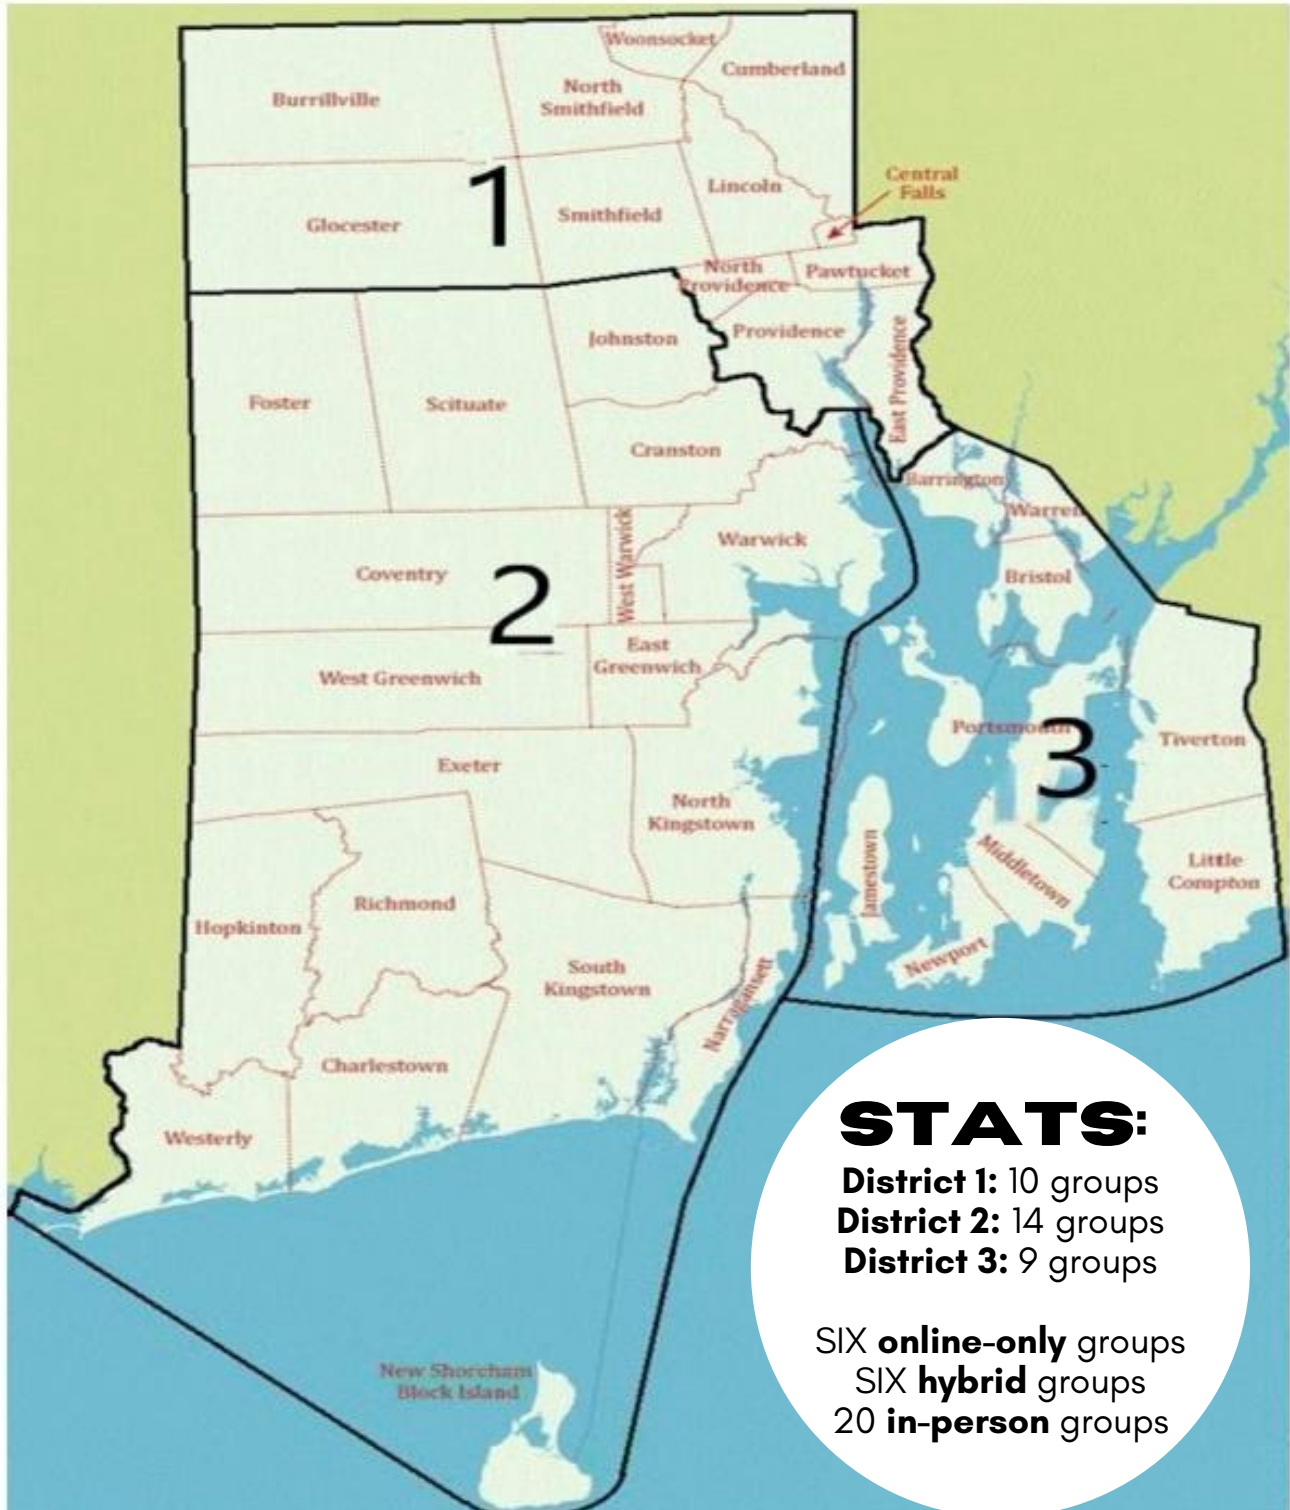 Woonsocket
Cumberland
Burrillville
North
Smithfield
Central
Falls
Lincoln
Glocester
1
Smithfield
North
Providence
Pawtucket
Johnston
Providence
East Providence
Foster
Scituate
Cranston
Barrington
Warren
West Warwick
Warwick
Coventry
2
Bristol
East
Greenwich
West Greenwich
Portsmouth
3
Tiverton
Exeter
North
Kingstown
Jamestown
Middletown
Little
Compton
Richmond
Hopkinton
Newport
South
Kingstown
Narragansett
Charlestown
Westerly
New Shoreham
Block Island
STATS:
District 1: 10 groups
District 2: 14 groups
District 3: 9 groups
SIX online-only groups
SIX hybrid groups
20 in-person groups